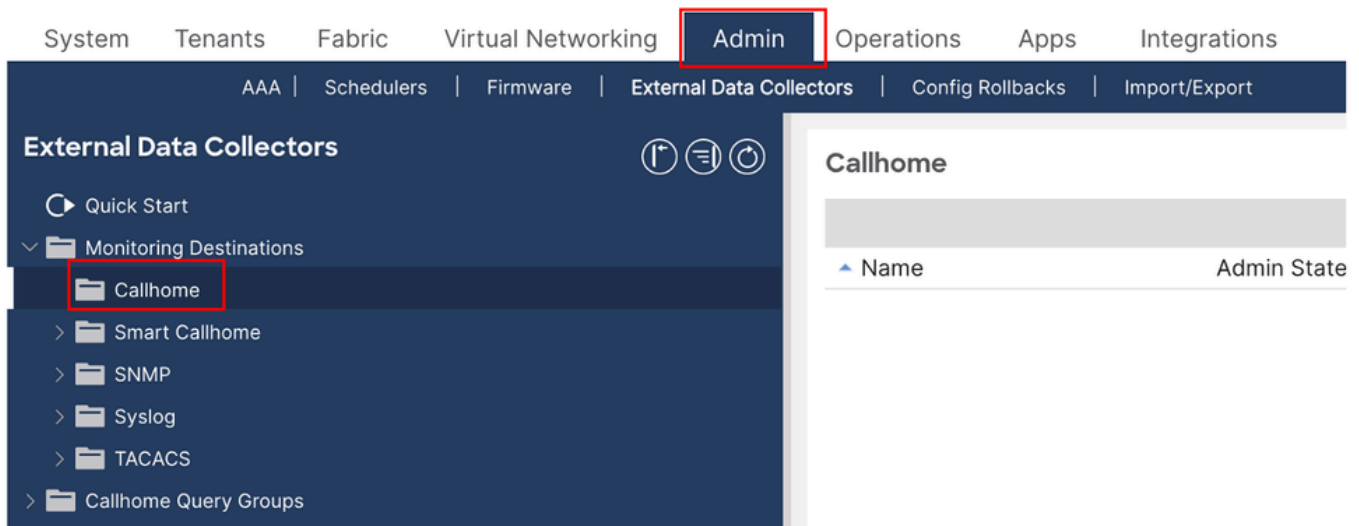 System Tenants Fabric Virtual Networking Admin Operations Apps Integrations
AAA | Schedulers | Firmware | External Data Collectors | Config Rollbacks | Import/Export
External Data Collectors
Quick Start
Monitoring Destinations
Callhome
Smart Callhome
SNMP
Syslog
TACACS
Callhome Query Groups
Callhome
Name Admin State